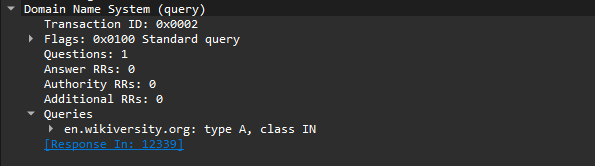 Domain Name System (query)
Transaction ID: 0x0002
Flags: 0x0100 Standard query
Questions: 1
Answer RRs: 0
Authority RRs: 0
Additional RRs: 0
Queries
en.wikiversity.org: type A, class IN
[Response In: 12339]